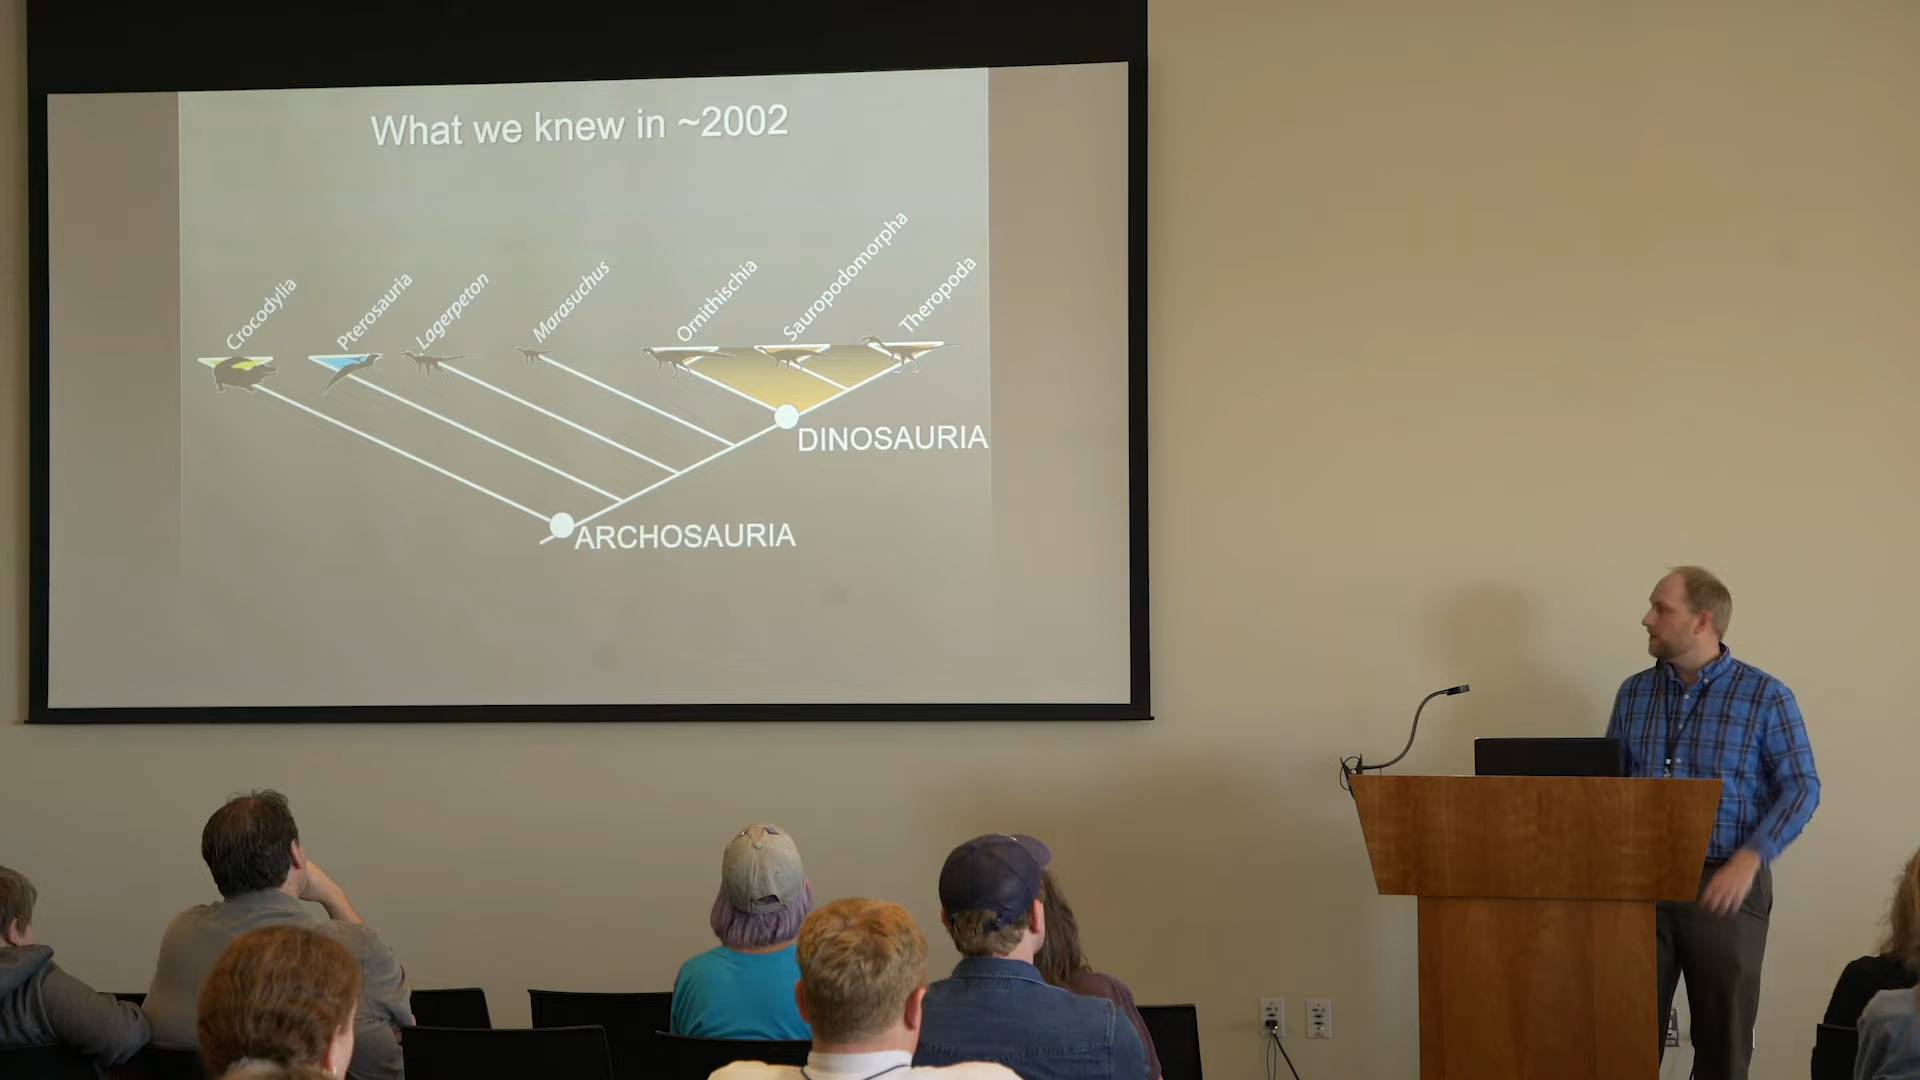 What we knew in ~2002
Crocodylia
Pterosauria
Lagerpeton
Marasuchus
Ornithischia
Sauropodomorpha
Theropoda
DINOSAURIA
ARCHOSAURIA